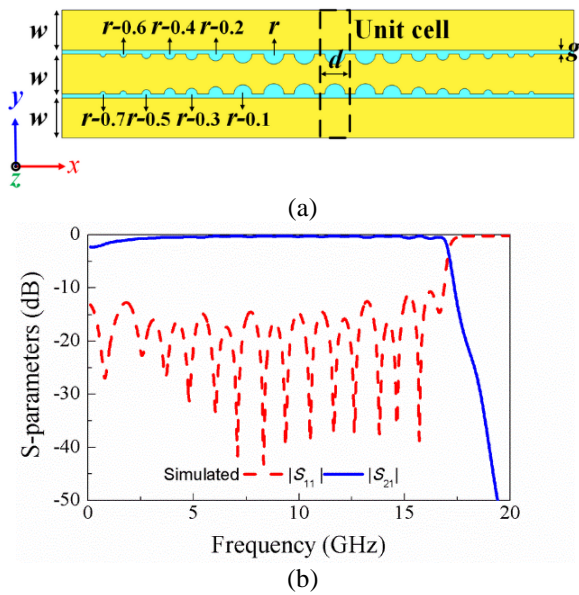 w r-0.6 r-0.4 r-0.2 r Unit cell
w d g
w r-0.7 r-0.5 r-0.3 r-0.1
y
x
z
(a)
0
-10
-20
-30
-40
-50
S-parameters (dB)
Simulated |S11| |S21|
0 5 10 15 20
Frequency (GHz)
(b)